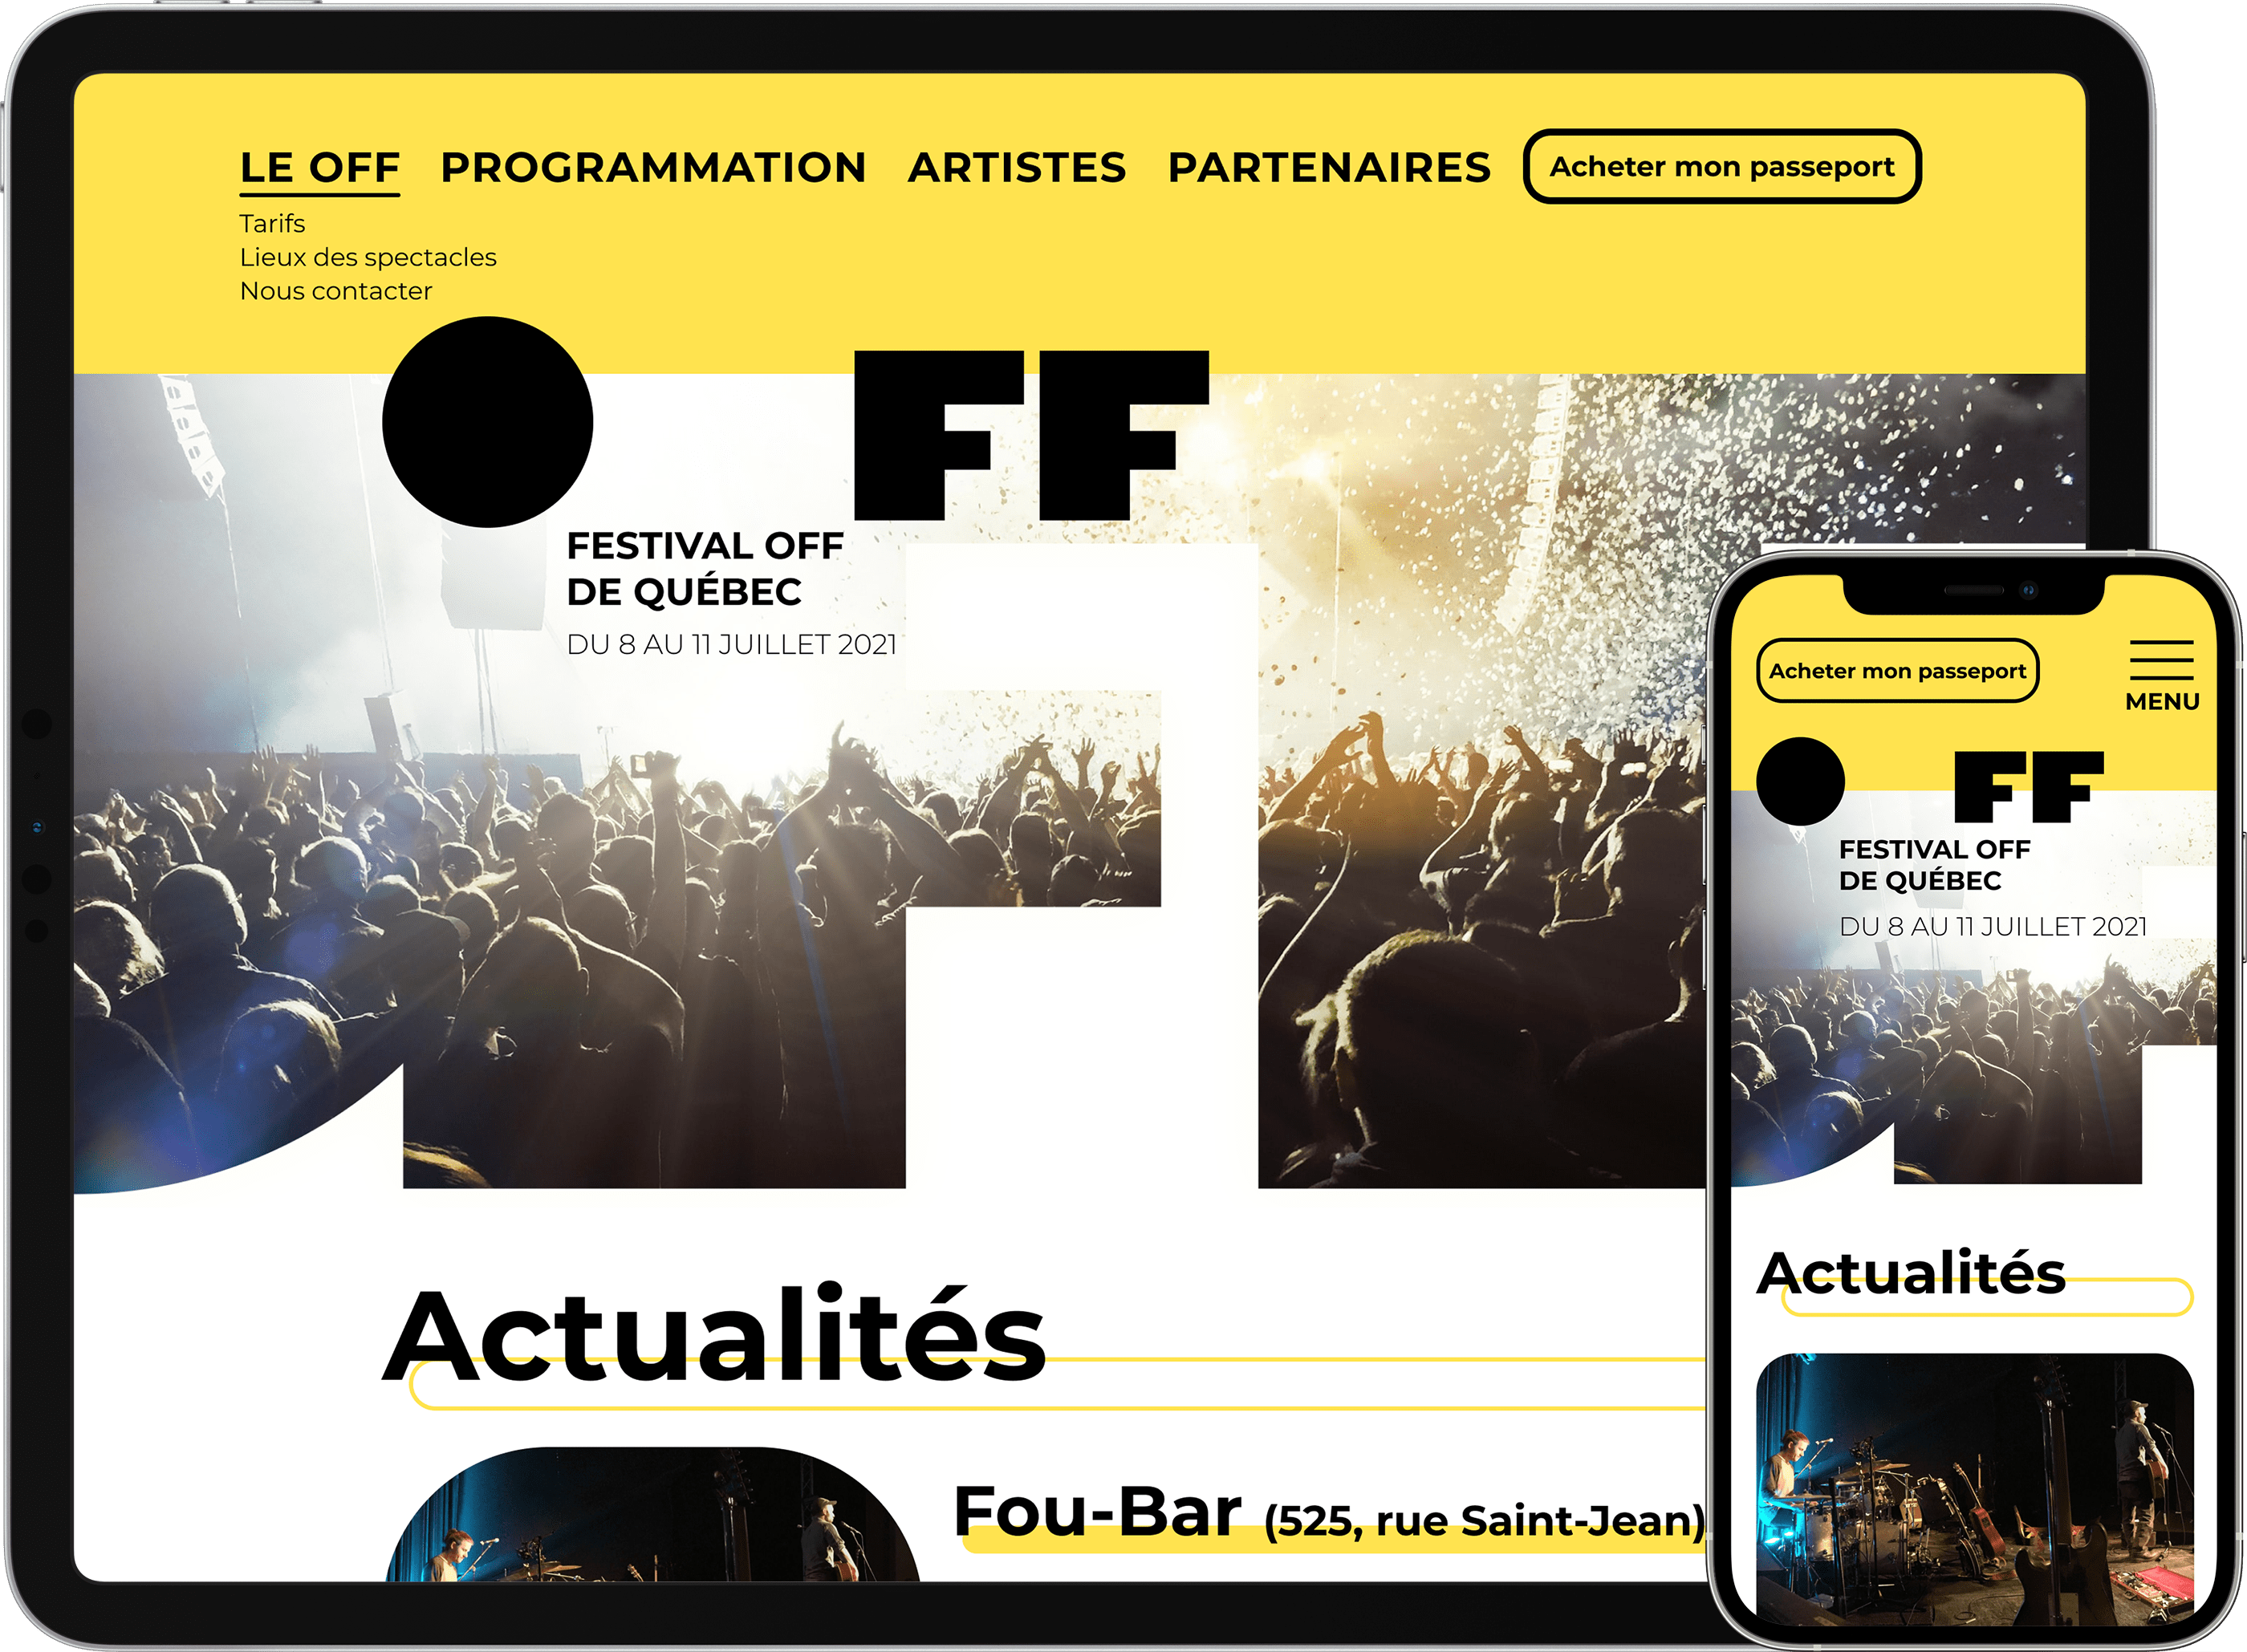 LE OFF PROGRAMMATION ARTISTES PARTENAIRES Acheter mon passeport
Tarifs
Lieux des spectacles
Nous contacter
OFF
FESTIVAL OFF
DE QUÉBEC
DU 8 AU 11 JUILLET 2021
Actualités
Fou-Bar (525, rue Saint-Jean)
Acheter mon passeport
MENU
OFF
FESTIVAL OFF
DE QUÉBEC
DU 8 AU 11 JUILLET 2021
Actualités